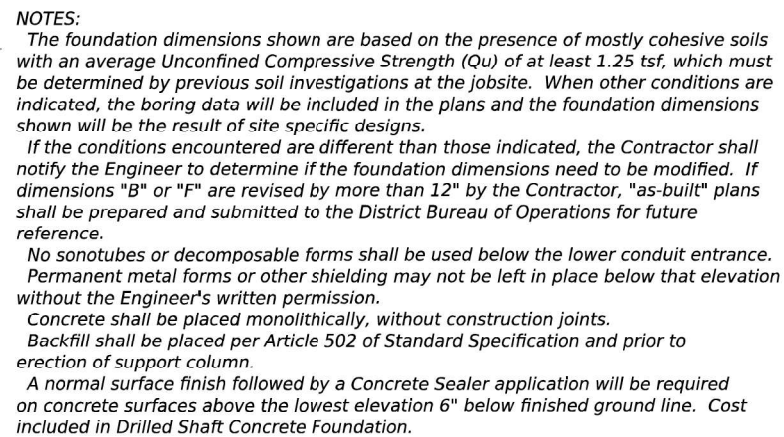 NOTES:
The foundation dimensions shown are based on the presence of mostly cohesive soils
with an average Unconfined Compressive Strength (Qu) of at least 1.25 tsf, which must
be determined by previous soil investigations at the jobsite.  When other conditions are
indicated, the boring data will be included in the plans and the foundation dimensions
shown will be the result of site specific designs.
If the conditions encountered are different than those indicated, the Contractor shall
notify the Engineer to determine if the foundation dimensions need to be modified.  If
dimensions "B" or "F" are revised by more than 12" by the Contractor, "as-built" plans
shall be prepared and submitted to the District Bureau of Operations for future
reference.
No sonotubes or decomposable forms shall be used below the lower conduit entrance.
Permanent metal forms or other shielding may not be left in place below that elevation
without the Engineer's written permission.
Concrete shall be placed monolithically, without construction joints.
Backfill shall be placed per Article 502 of Standard Specification and prior to
erection of support column.
A normal surface finish followed by a Concrete Sealer application will be required
on concrete surfaces above the lowest elevation 6" below finished ground line.  Cost
included in Drilled Shaft Concrete Foundation.